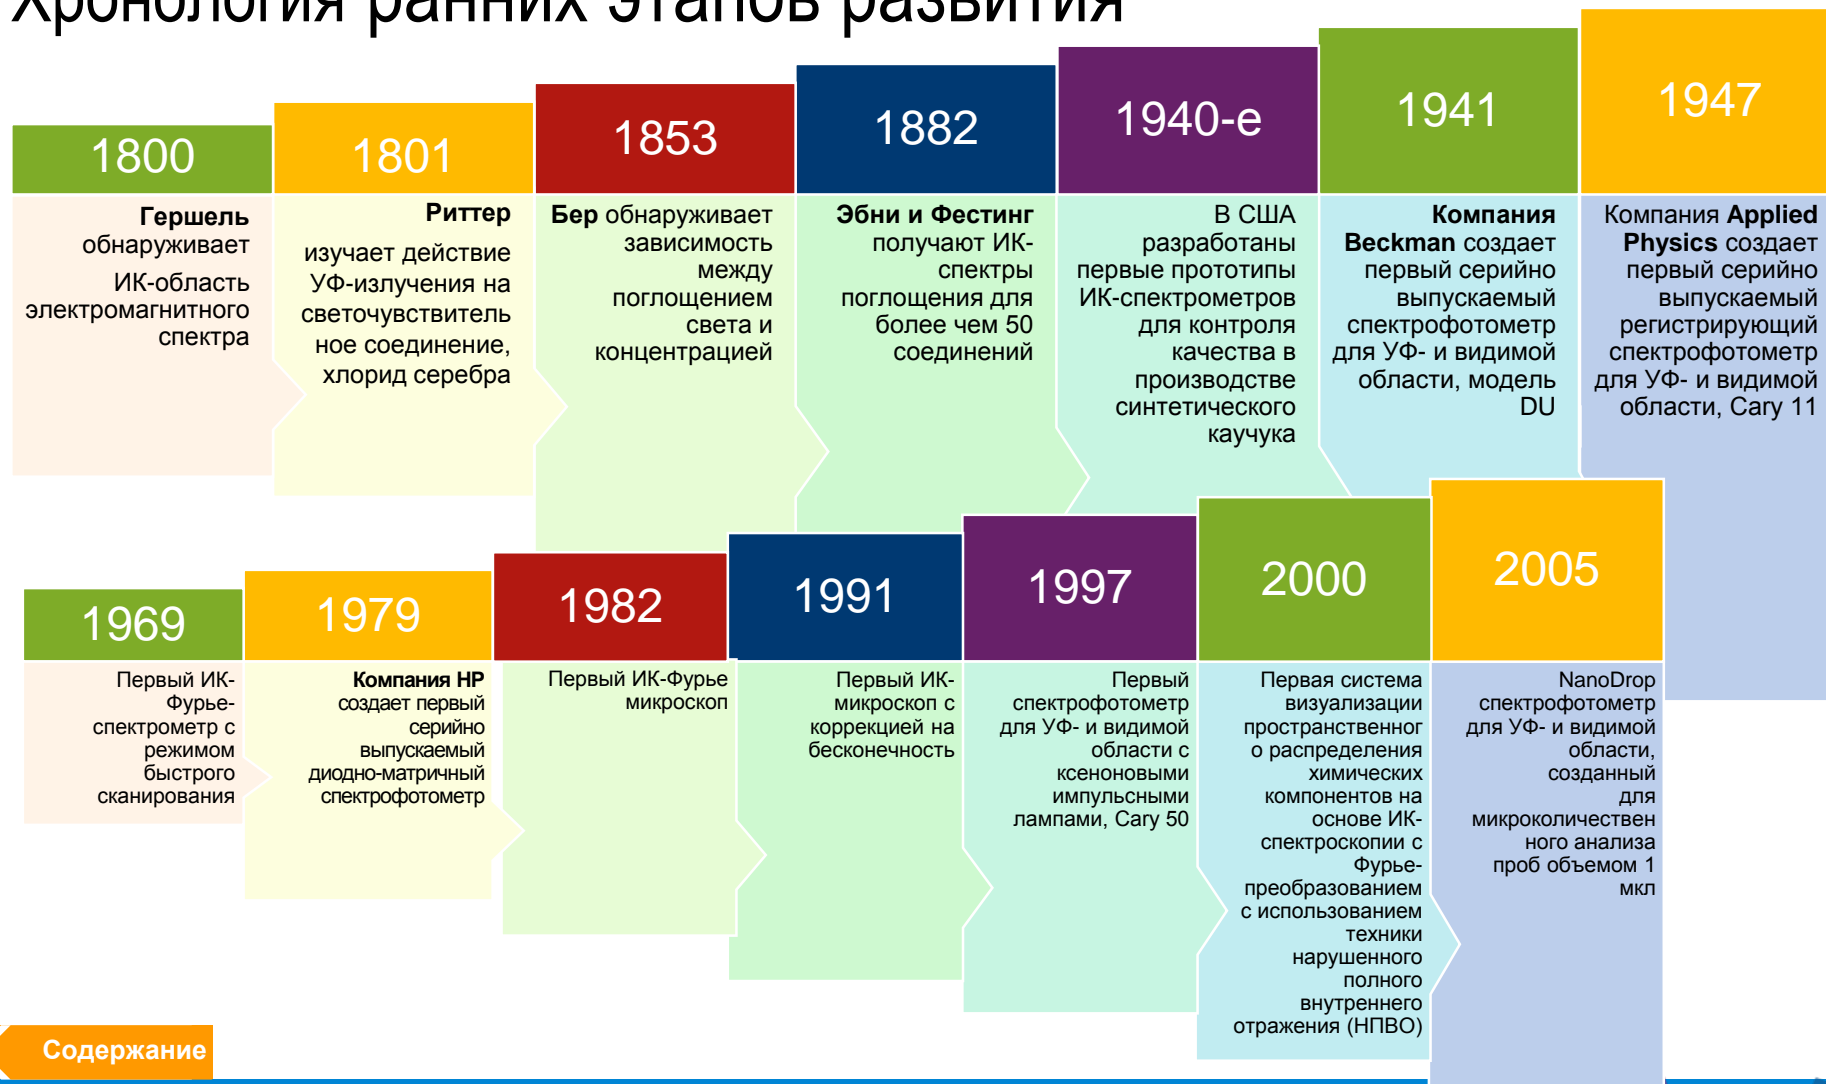 Хронология ранних этапов развития
1800
Гершель
обнаруживает
ИК-область
электромагнитного
спектра
1801
Риттер
изучает действие
УФ-излучения на
светочувствитель
ное соединение,
хлорид серебра
1853
Бер обнаруживает
зависимость
между
поглощением
света и
концентрацией
1882
Эбни и Фестинг
получают ИК-
спектры
поглощения для
более чем 50
соединений
1940-е
В США
разработаны
первые прототипы
ИК-спектрометров
для контроля
качества в
производстве
синтетического
каучука
1941
Компания
Beckman создает
первый серийно
выпускаемый
спектрофотометр
для УФ- и видимой
области, модель
DU
1947
Компания Applied
Physics создает
первый серийно
выпускаемый
регистрирующий
спектрофотометр
для УФ- и видимой
области, Cary 11
1969
Первый ИК-
Фурье-
спектрометр с
режимом
быстрого
сканирования
1979
Компания HP
создает первый
серийно
выпускаемый
диодно-матричный
спектрофотометр
1982
Первый ИК-Фурье
микроскоп
1991
Первый ИК-
микроскоп с
коррекцией на
бесконечность
1997
Первый
спектрофотометр
для УФ- и видимой
области с
ксеноновыми
импульсными
лампами, Cary 50
2000
Первая система
визуализации
пространственног
о распределения
химических
компонентов на
основе ИК-
спектроскопии с
Фурье-
преобразованием
с использованием
техники
нарушенного
полного
внутреннего
отражения (НПВО)
2005
NanoDrop
спектрофотометр
для УФ- и видимой
области,
созданный
для
микроколичествен
ного анализа
проб объемом 1
мкл
Содержание